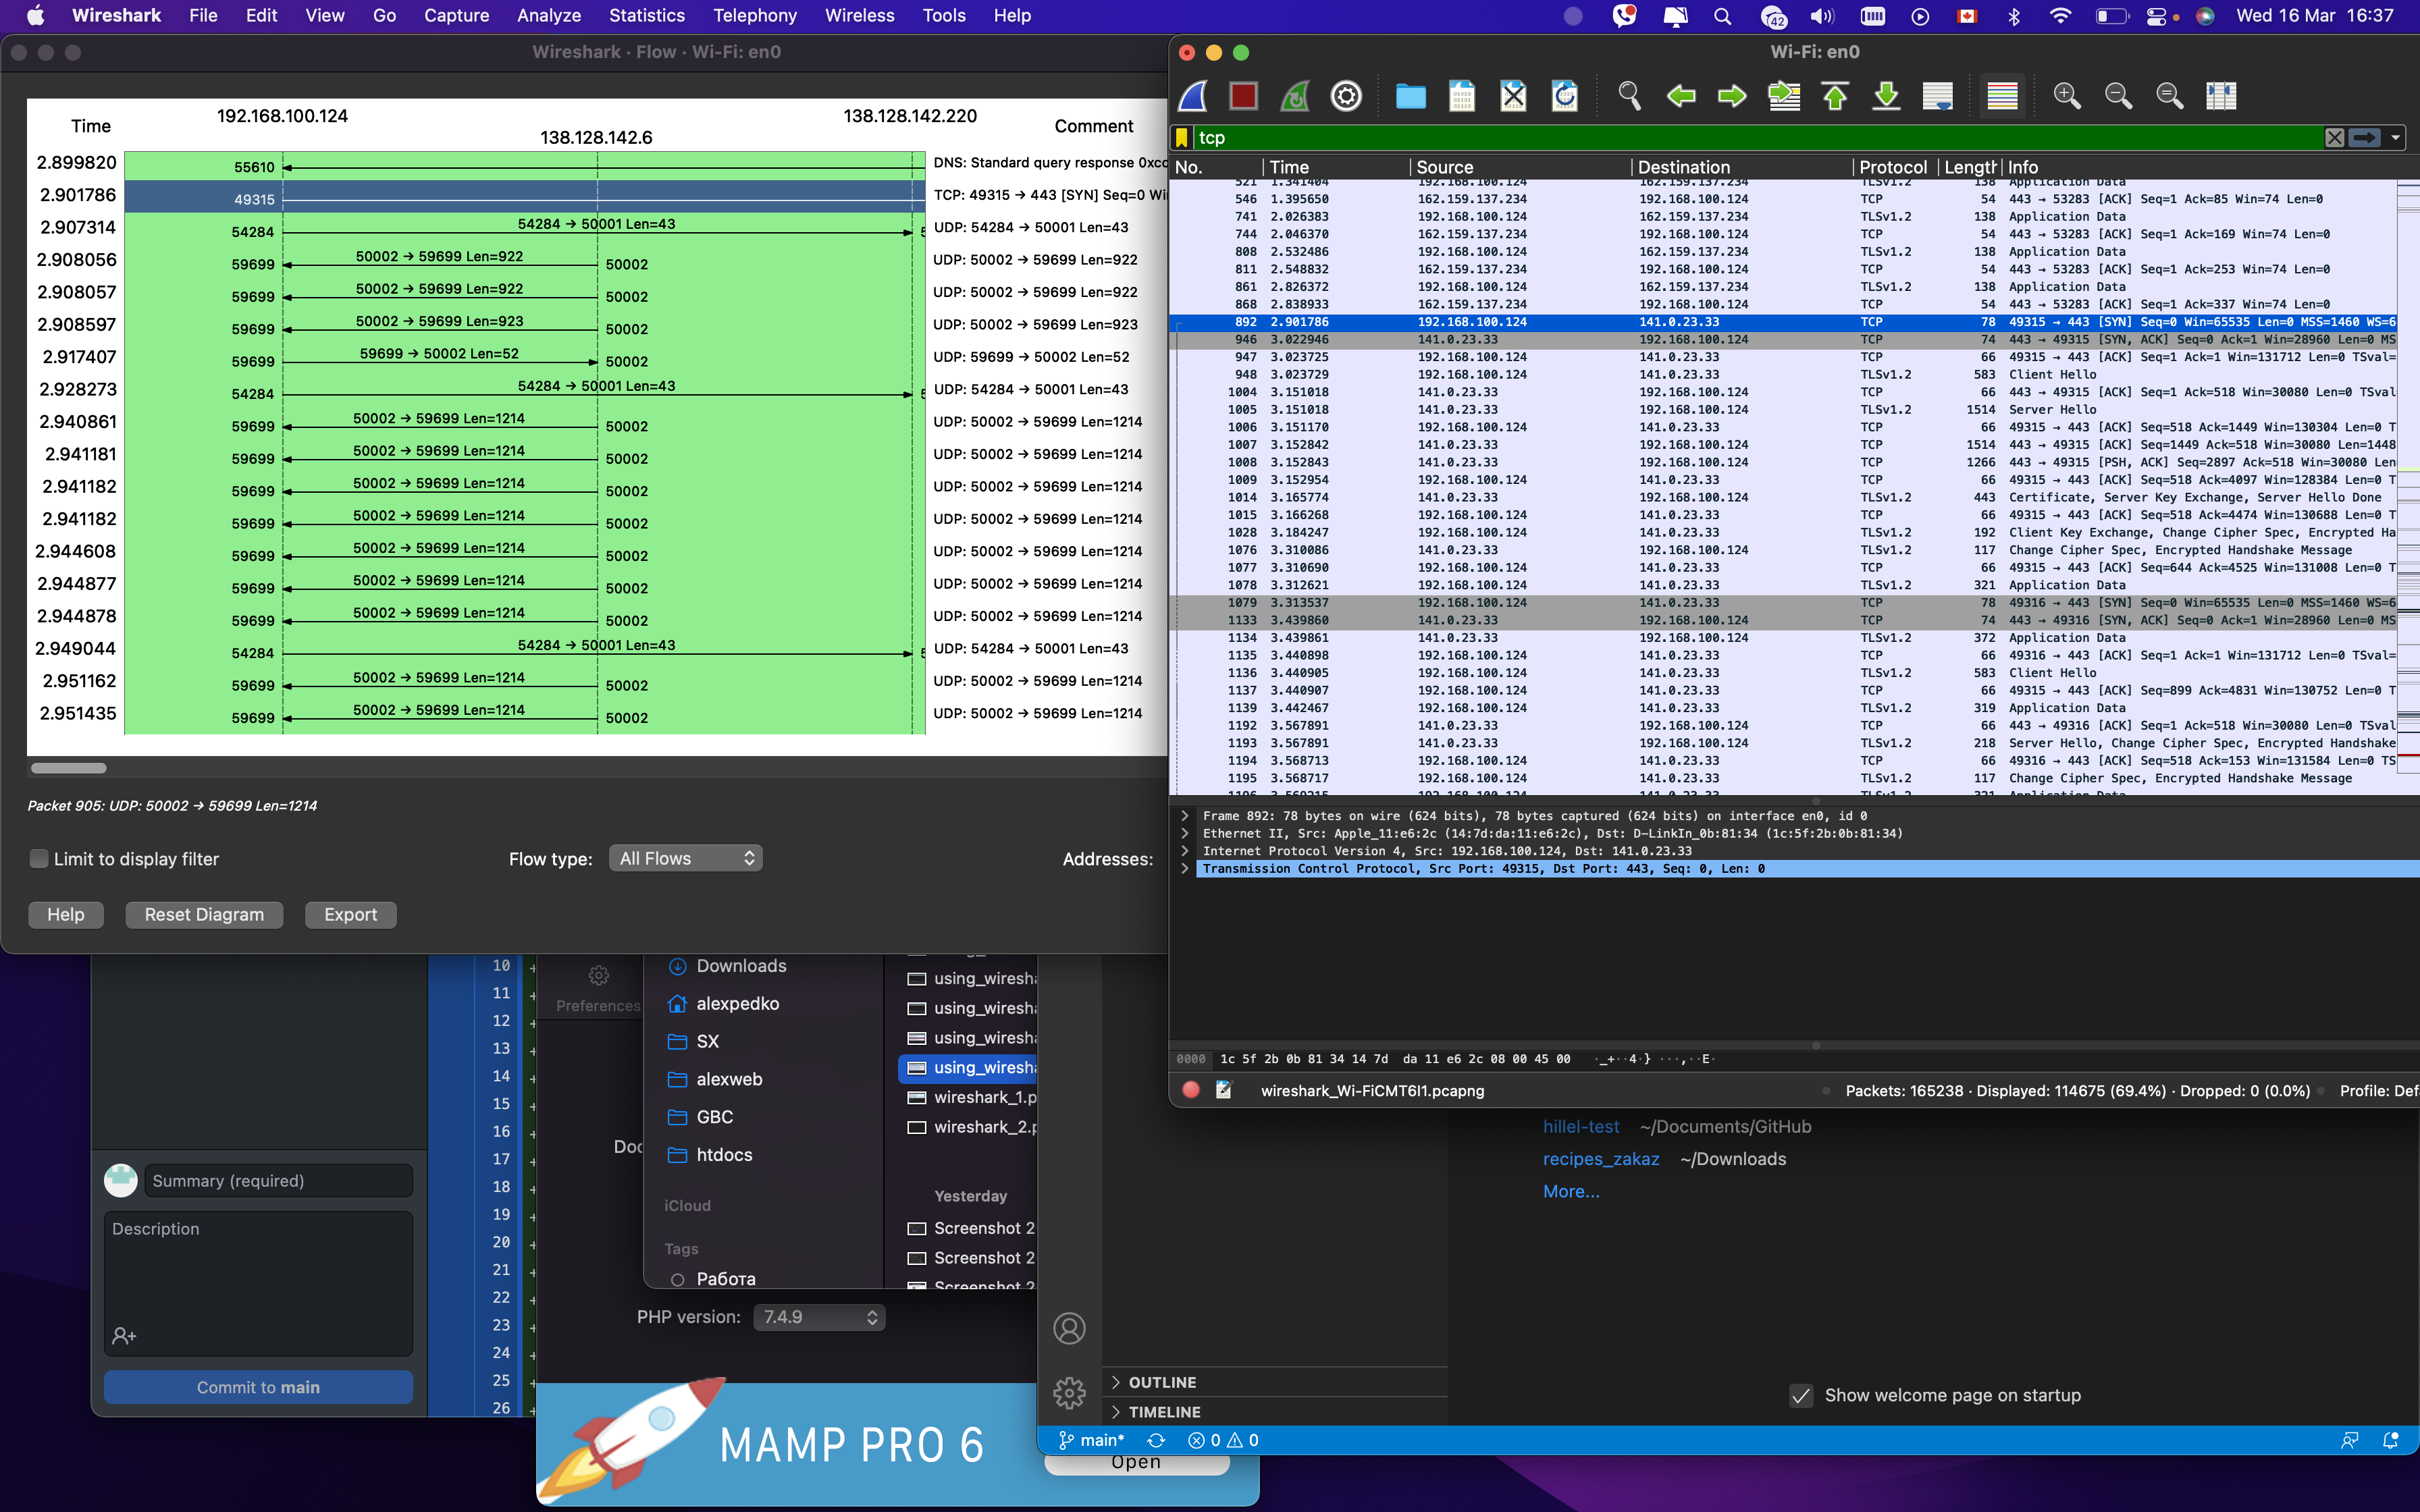 Wireshark File Edit View Go Capture Analyze Statistics Telephony Wireless Tools Help
42
Wed 16 Mar 16:37
Wireshark · Flow · Wi-Fi: en0
Time 192.168.100.124 138.128.142.6 138.128.142.220 Comment
2.899820 55610 DNS: Standard query response
2.901786 49315 TCP: 49315 → 443 [SYN] Seq=0
2.907314 54284 54284 → 50001 Len=43 UDP: 54284 → 50001 Len=43
2.908056 59699 50002 → 59699 Len=922 50002 UDP: 50002 → 59699 Len=922
2.908057 59699 50002 → 59699 Len=922 50002 UDP: 50002 → 59699 Len=922
2.908597 59699 50002 → 59699 Len=923 50002 UDP: 50002 → 59699 Len=923
2.917407 59699 59699 → 50002 Len=52 50002 UDP: 59699 → 50002 Len=52
2.928273 54284 54284 → 50001 Len=43 UDP: 54284 → 50001 Len=43
2.940861 59699 50002 → 59699 Len=1214 50002 UDP: 50002 → 59699 Len=1214
2.941181 59699 50002 → 59699 Len=1214 50002 UDP: 50002 → 59699 Len=1214
2.941182 59699 50002 → 59699 Len=1214 50002 UDP: 50002 → 59699 Len=1214
2.941182 59699 50002 → 59699 Len=1214 50002 UDP: 50002 → 59699 Len=1214
2.944608 59699 50002 → 59699 Len=1214 50002 UDP: 50002 → 59699 Len=1214
2.944877 59699 50002 → 59699 Len=1214 50002 UDP: 50002 → 59699 Len=1214
2.944878 59699 50002 → 59699 Len=1214 50002 UDP: 50002 → 59699 Len=1214
2.949044 54284 54284 → 50001 Len=43 UDP: 54284 → 50001 Len=43
2.951162 59699 50002 → 59699 Len=1214 50002 UDP: 50002 → 59699 Len=1214
2.951435 59699 50002 → 59699 Len=1214 50002 UDP: 50002 → 59699 Len=1214
Packet 905: UDP: 50002 → 59699 Len=1214
Limit to display filter Flow type: All Flows Addresses:
Help Reset Diagram Export
Wi-Fi: en0
tcp
No. Time Source Destination Protocol Length Info
521 1.341404 192.168.100.124 162.159.137.234 TLSv1.2 138 Application Data
546 1.395650 162.159.137.234 192.168.100.124 TCP 54 443 → 53283 [ACK] Seq=1 Ack=85 Win=74 Len=0
741 2.026383 192.168.100.124 162.159.137.234 TLSv1.2 138 Application Data
744 2.046370 162.159.137.234 192.168.100.124 TCP 54 443 → 53283 [ACK] Seq=1 Ack=169 Win=74 Len=0
808 2.532486 192.168.100.124 162.159.137.234 TLSv1.2 138 Application Data
811 2.548832 162.159.137.234 192.168.100.124 TCP 54 443 → 53283 [ACK] Seq=1 Ack=253 Win=74 Len=0
861 2.826372 192.168.100.124 162.159.137.234 TLSv1.2 138 Application Data
868 2.838933 162.159.137.234 192.168.100.124 TCP 54 443 → 53283 [ACK] Seq=1 Ack=337 Win=74 Len=0
892 2.901786 192.168.100.124 141.0.23.33 TCP 78 49315 → 443 [SYN] Seq=0 Win=65535 Len=0 MSS=1460 WS=6
946 3.022946 141.0.23.33 192.168.100.124 TCP 74 443 → 49315 [SYN, ACK] Seq=0 Ack=1 Win=28960 Len=0 MS
947 3.023725 192.168.100.124 141.0.23.33 TCP 66 49315 → 443 [ACK] Seq=1 Ack=1 Win=131712 Len=0 TSval=
948 3.023729 192.168.100.124 141.0.23.33 TLSv1.2 583 Client Hello
1004 3.151018 141.0.23.33 192.168.100.124 TCP 66 443 → 49315 [ACK] Seq=1 Ack=518 Win=30080 Len=0 TSval
1005 3.151018 141.0.23.33 192.168.100.124 TLSv1.2 1514 Server Hello
1006 3.151170 192.168.100.124 141.0.23.33 TCP 66 49315 → 443 [ACK] Seq=518 Ack=1449 Win=130304 Len=0 T
1007 3.152842 141.0.23.33 192.168.100.124 TCP 1514 443 → 49315 [ACK] Seq=1449 Ack=518 Win=30080 Len=1448
1008 3.152843 141.0.23.33 192.168.100.124 TCP 1266 443 → 49315 [PSH, ACK] Seq=2897 Ack=518 Win=30080 Len
1009 3.152954 192.168.100.124 141.0.23.33 TCP 66 49315 → 443 [ACK] Seq=518 Ack=4097 Win=128384 Len=0 T
1014 3.165774 141.0.23.33 192.168.100.124 TLSv1.2 443 Certificate, Server Key Exchange, Server Hello Done
1015 3.166268 192.168.100.124 141.0.23.33 TCP 66 49315 → 443 [ACK] Seq=518 Ack=4474 Win=130688 Len=0 T
1028 3.184247 192.168.100.124 141.0.23.33 TLSv1.2 192 Client Key Exchange, Change Cipher Spec, Encrypted Ha
1076 3.310086 141.0.23.33 192.168.100.124 TLSv1.2 117 Change Cipher Spec, Encrypted Handshake Message
1077 3.310690 192.168.100.124 141.0.23.33 TCP 66 49315 → 443 [ACK] Seq=644 Ack=4525 Win=131008 Len=0 T
1078 3.312621 192.168.100.124 141.0.23.33 TLSv1.2 321 Application Data
1079 3.313537 192.168.100.124 141.0.23.33 TCP 78 49316 → 443 [SYN] Seq=0 Win=65535 Len=0 MSS=1460 WS=6
1133 3.439860 141.0.23.33 192.168.100.124 TCP 74 443 → 49316 [SYN, ACK] Seq=0 Ack=1 Win=28960 Len=0 MS
1134 3.439861 141.0.23.33 192.168.100.124 TLSv1.2 372 Application Data
1135 3.440898 192.168.100.124 141.0.23.33 TCP 66 49316 → 443 [ACK] Seq=1 Ack=1 Win=131712 Len=0 TSval=
1136 3.440905 192.168.100.124 141.0.23.33 TLSv1.2 583 Client Hello
1137 3.440907 192.168.100.124 141.0.23.33 TCP 66 49315 → 443 [ACK] Seq=899 Ack=4831 Win=130752 Len=0 T
1139 3.442467 192.168.100.124 141.0.23.33 TLSv1.2 319 Application Data
1192 3.567891 141.0.23.33 192.168.100.124 TCP 66 443 → 49316 [ACK] Seq=1 Ack=518 Win=30080 Len=0 TSval
1193 3.567891 141.0.23.33 192.168.100.124 TLSv1.2 218 Server Hello, Change Cipher Spec, Encrypted Handshake
1194 3.568713 192.168.100.124 141.0.23.33 TCP 66 49316 → 443 [ACK] Seq=518 Ack=153 Win=131584 Len=0 TS
1195 3.568717 192.168.100.124 141.0.23.33 TLSv1.2 117 Change Cipher Spec, Encrypted Handshake Message
Frame 892: 78 bytes on wire (624 bits), 78 bytes captured (624 bits) on interface en0, id 0
Ethernet II, Src: Apple_11:e6:2c (14:7d:da:11:e6:2c), Dst: D-LinkIn_0b:81:34 (1c:5f:2b:0b:81:34)
Internet Protocol Version 4, Src: 192.168.100.124, Dst: 141.0.23.33
Transmission Control Protocol, Src Port: 49315, Dst Port: 443, Seq: 0, Len: 0
0000 1c 5f 2b 0b 81 34 14 7d da 11 e6 2c 08 00 45 00 ·_+··4·} ···,··E·
wireshark_Wi-FiCMT6I1.pcapng Packets: 165238 · Displayed: 114675 (69.4%) · Dropped: 0 (0.0%) Profile: Def
Summary (required)
Description
Commit to main
10
11
12
13
14
15
16
17
18
19
20
21
22
23
24
25
26
Preferences
Doc
Downloads
alexpedko
SX
alexweb
GBC
htdocs
iCloud
Tags
Работа
using_wiresha
using_wiresha
using_wiresha
using_wiresha
wireshark_1.p
wireshark_2.p
Yesterday
Screenshot 2
Screenshot 2
Screenshot 2
PHP version: 7.4.9
MAMP PRO 6
Open
hillel-test ~/Documents/GitHub
recipes_zakaz ~/Downloads
More...
OUTLINE
TIMELINE
Show welcome page on startup
main* 0 0